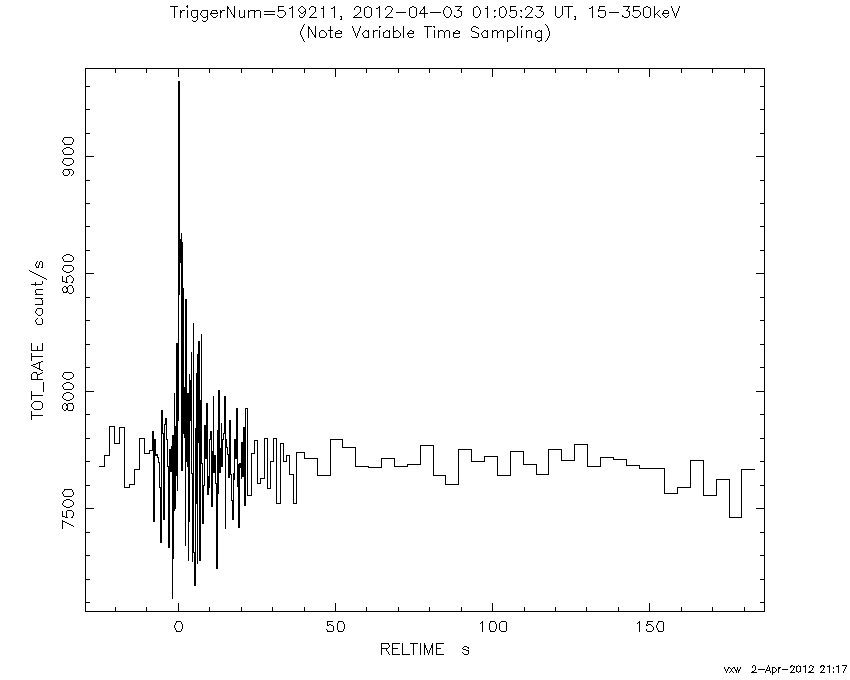 TriggerNum=519211, 2012-04-03 01:05:23 UT, 15-350keV
(Note Variable Time Sampling)
TOT_RATE count/s
9000
8500
8000
7500
0 50 100 150
RELTIME s
vxw 2-Apr-2012 21:17